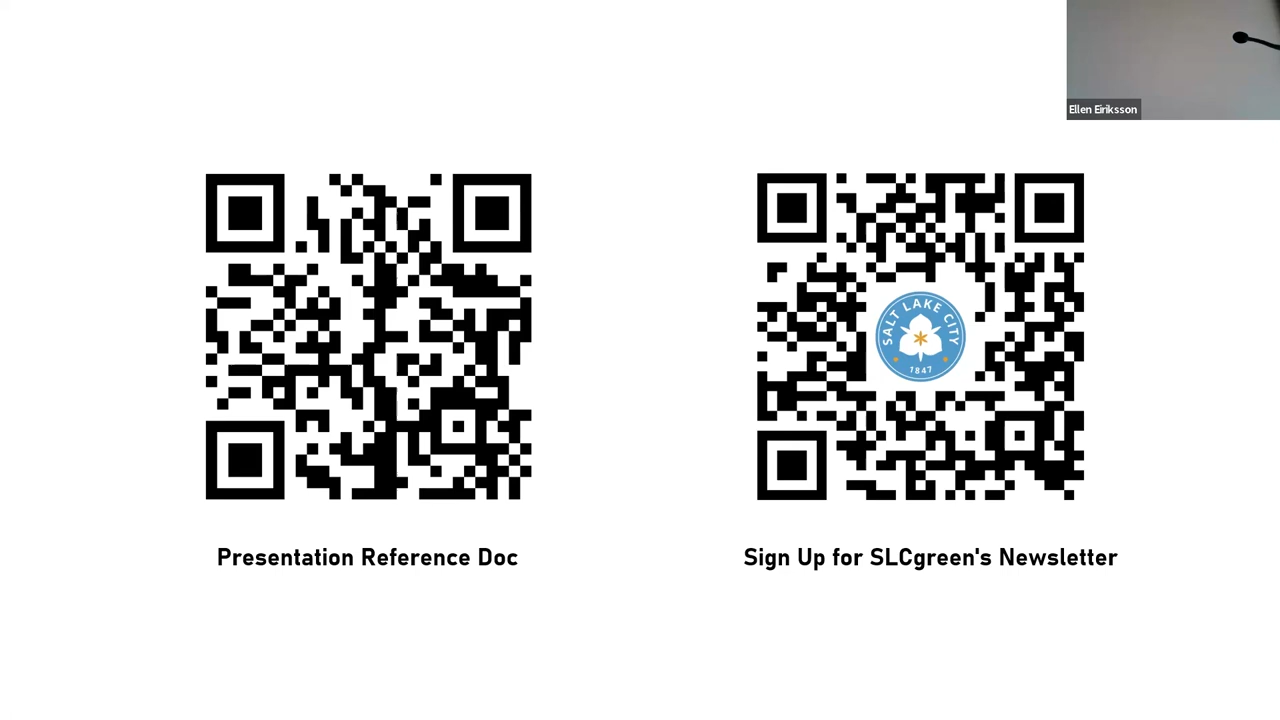 Ellen Eiriksson
SALT LAKE CITY
1847
Presentation Reference Doc
Sign Up for SLCgreen's Newsletter